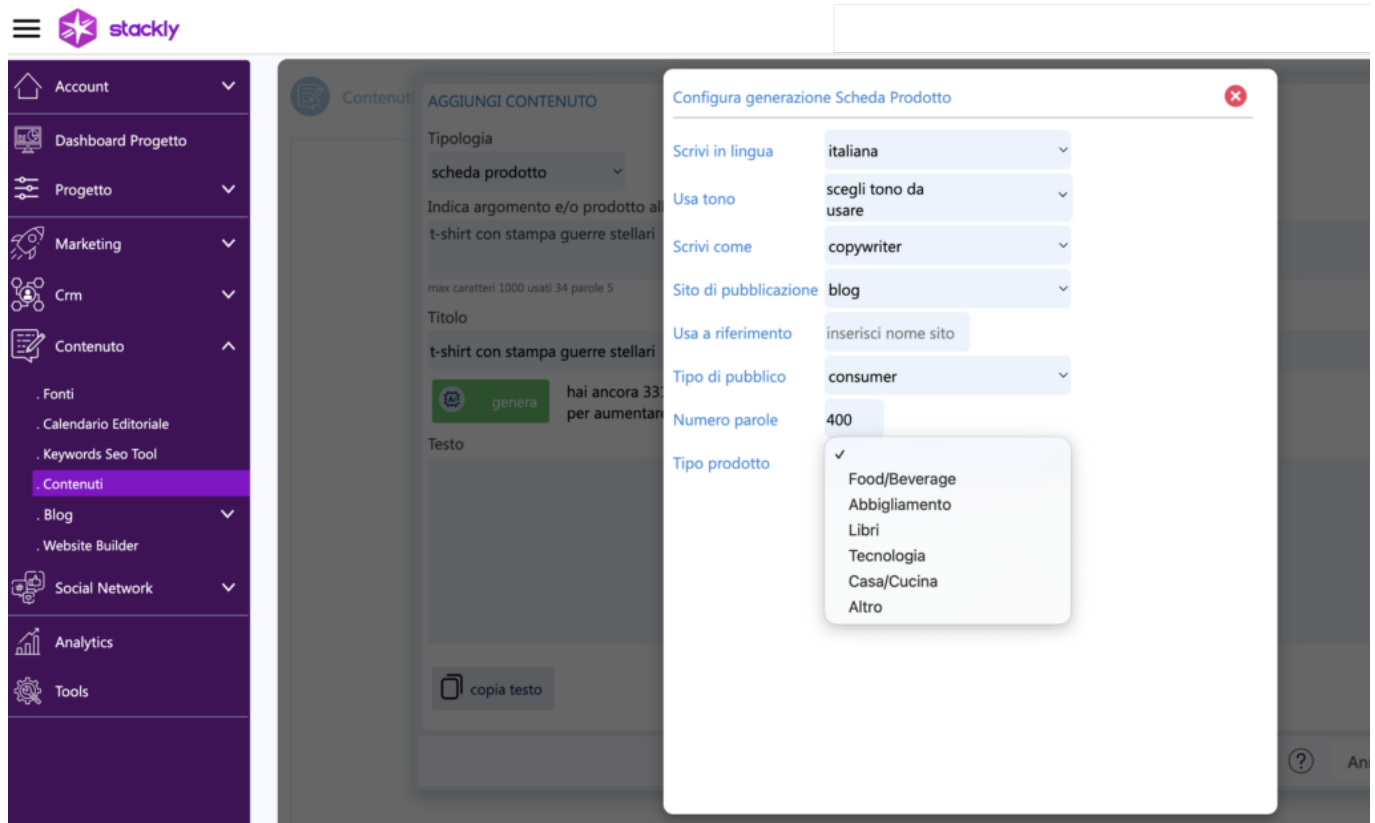 stackly
Account
Dashboard Progetto
Progetto
Marketing
Crm
Contenuto
. Fonti
. Calendario Editoriale
. Keywords Seo Tool
. Contenuti
. Blog
. Website Builder
Social Network
Analytics
Tools
Contenuti
AGGIUNGI CONTENUTO
Tipologia
scheda prodotto
Indica argomento e/o prodotto al
t-shirt con stampa guerre stellari
max caratteri 1000 usati 34 parole 5
Titolo
t-shirt con stampa guerre stellari
genera
hai ancora 33
per aumentare
Testo
copia testo
Configura generazione Scheda Prodotto
Scrivi in lingua
italiana
Usa tono
scegli tono da
usare
Scrivi come
copywriter
Sito di pubblicazione
blog
Usa a riferimento
inserisci nome sito
Tipo di pubblico
consumer
Numero parole
400
Tipo prodotto
✓
Food/Beverage
Abbigliamento
Libri
Tecnologia
Casa/Cucina
Altro
?
An